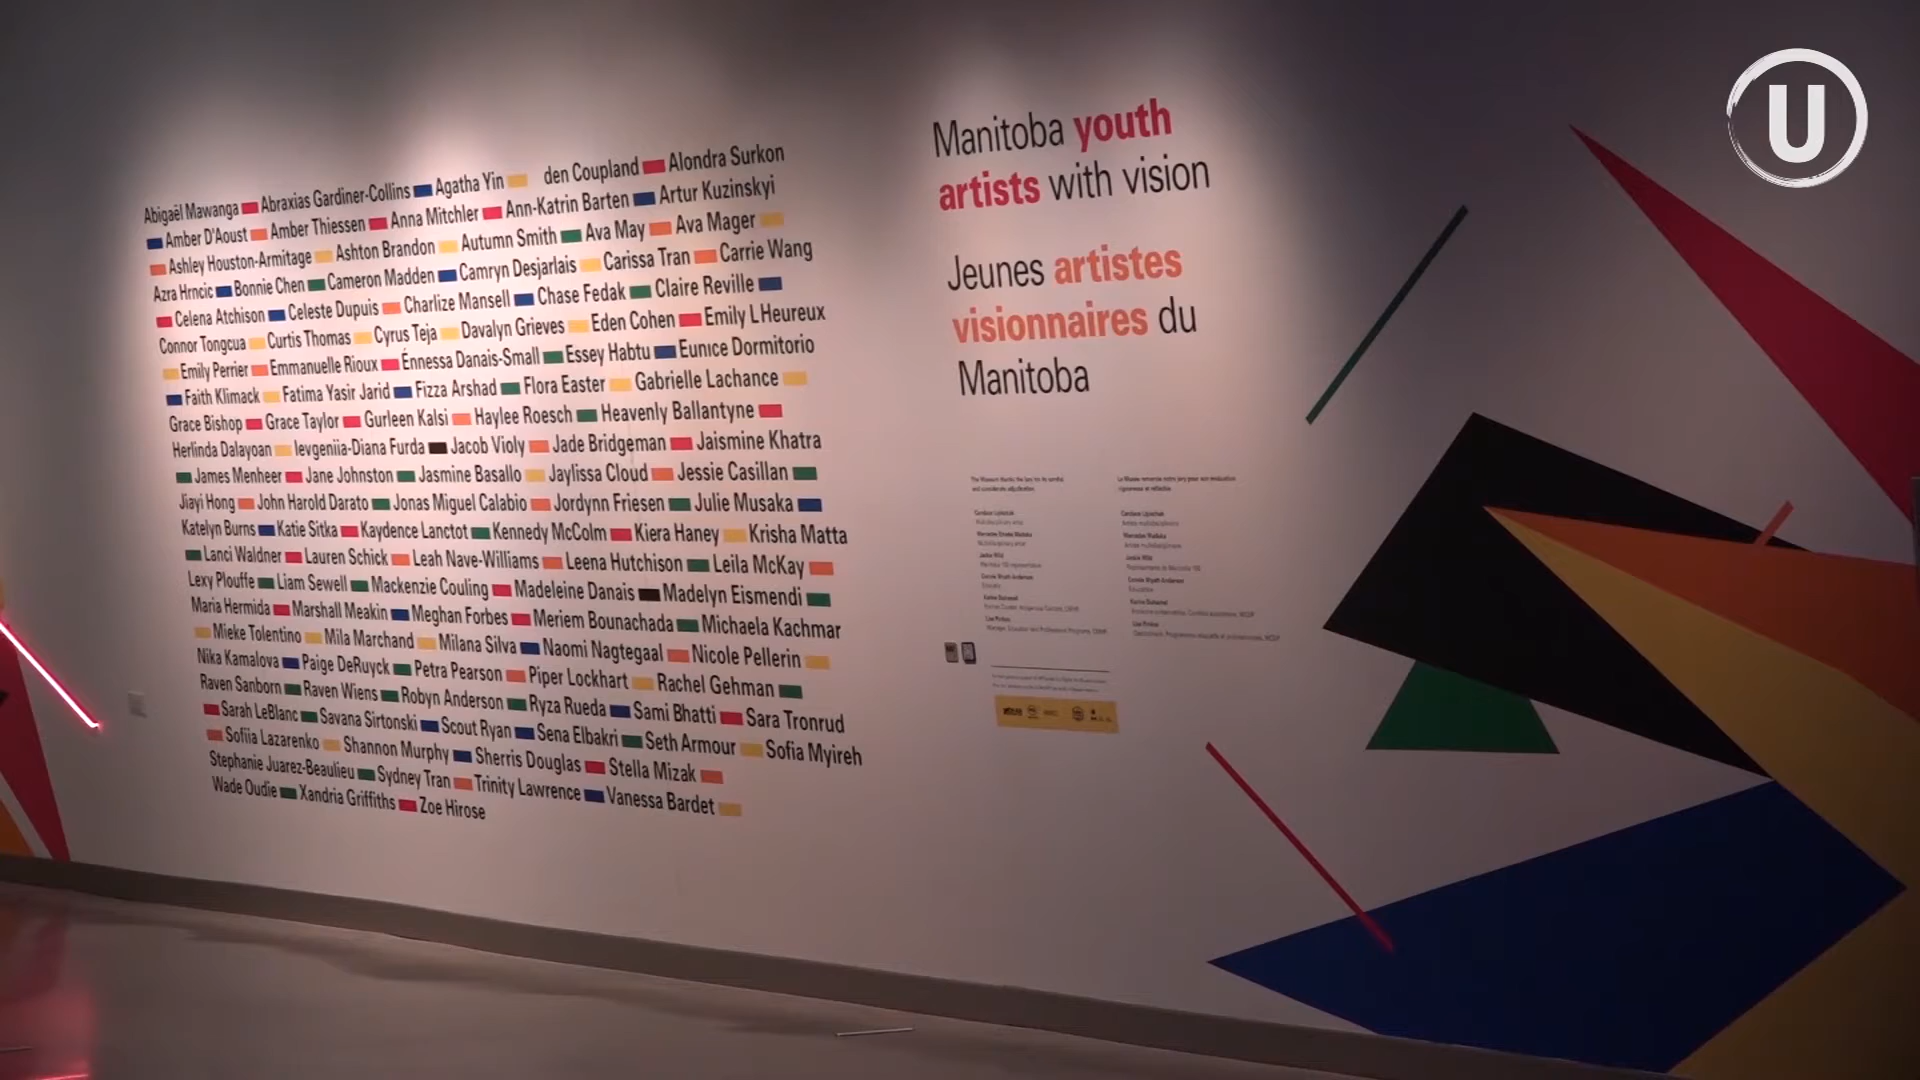 U
Abigaël Mawanga Abraxias Gardiner-Collins Agatha Yin den Coupland Alondra Surkon
Amber D'Aoust Amber Thiessen Anna Mitchler Ann-Katrin Barten Artur Kuzinskyi
Ashley Houston-Armitage Ashton Brandon Autumn Smith Ava May Ava Mager
Azra Hrncic Bonnie Chen Cameron Madden Camryn Desjarlais Carissa Tran Carrie Wang
Celena Atchison Celeste Dupuis Charlize Mansell Chase Fedak Claire Reville
Connor Tongcua Curtis Thomas Cyrus Teja Davalyn Grieves Eden Cohen Emily L Heureux
Emily Perrier Emmanuelle Rioux Énnessa Danais-Small Essey Habtu Eunice Dormitorio
Faith Klimack Fatima Yasir Jarid Fizza Arshad Flora Easter Gabrielle Lachance
Grace Bishop Grace Taylor Gurleen Kalsi Haylee Roesch Heavenly Ballantyne
Herlinda Dalayoan Ievgeniia-Diana Furda Jacob Violy Jade Bridgeman Jaismine Khatra
James Menheer Jane Johnston Jasmine Basallo Jaylissa Cloud Jessie Casillan
Jiayi Hong John Harold Darato Jonas Miguel Calabio Jordynn Friesen Julie Musaka
Katelyn Burns Katie Sitka Kaydence Lanctot Kennedy McColm Kiera Haney Krisha Matta
Lanci Waldner Lauren Schick Leah Nave-Williams Leena Hutchison Leila McKay
Lexy Plouffe Liam Sewell Mackenzie Couling Madeleine Danais Madelyn Eismendi
Maria Hermida Marshall Meakin Meghan Forbes Meriem Bounachada Michaela Kachmar
Mieke Tolentino Mila Marchand Milana Silva Naomi Nagtegaal Nicole Pellerin
Nika Kamalova Paige DeRuyck Petra Pearson Piper Lockhart Rachel Gehman
Raven Sanborn Raven Wiens Robyn Anderson Ryza Rueda Sami Bhatti Sara Tronrud
Sarah LeBlanc Savana Sirtonski Scout Ryan Sena Elbakri Seth Armour Sofia Myireh
Sofiia Lazarenko Shannon Murphy Sherris Douglas Stella Mizak
Stephanie Juarez-Beaulieu Sydney Tran Trinity Lawrence Vanessa Bardet
Wade Oudie Xandria Griffiths Zoe Hirose
Manitoba youth
artists with vision
Jeunes artistes
visionnaires du
Manitoba